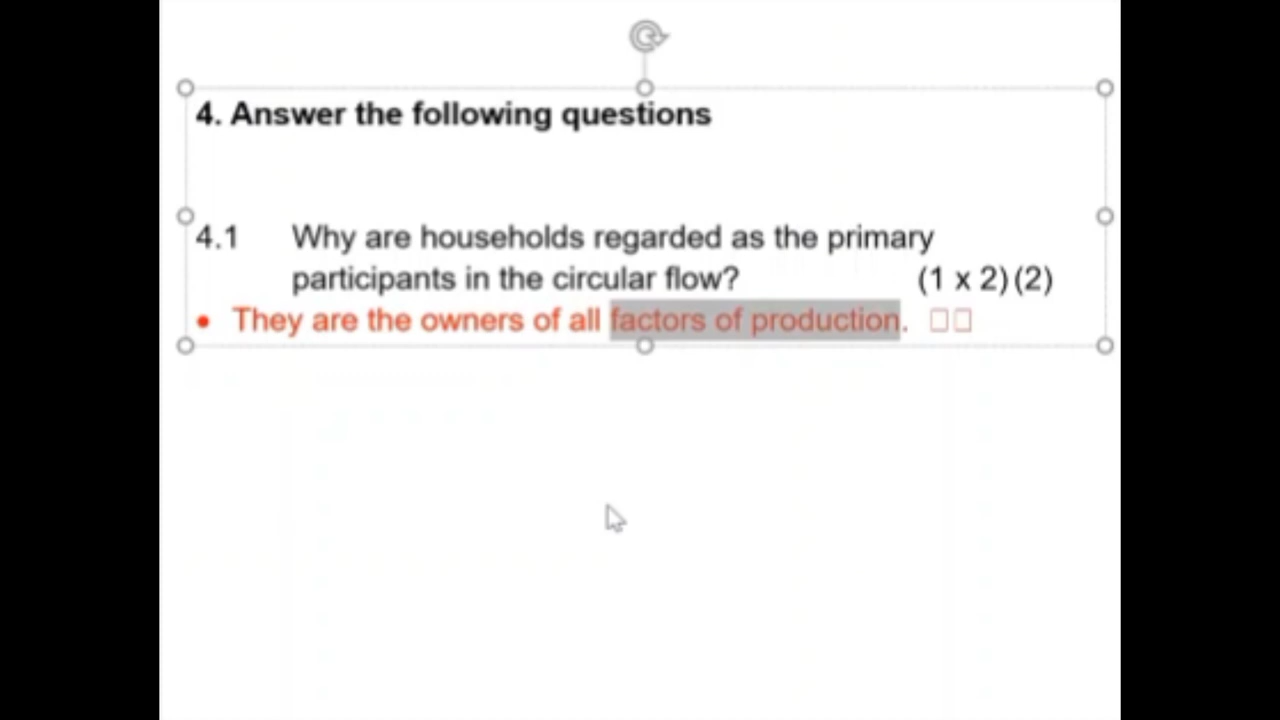 4. Answer the following questions
4.1 Why are households regarded as the primary
participants in the circular flow? (1 x 2) (2)
• They are the owners of all factors of production. □□